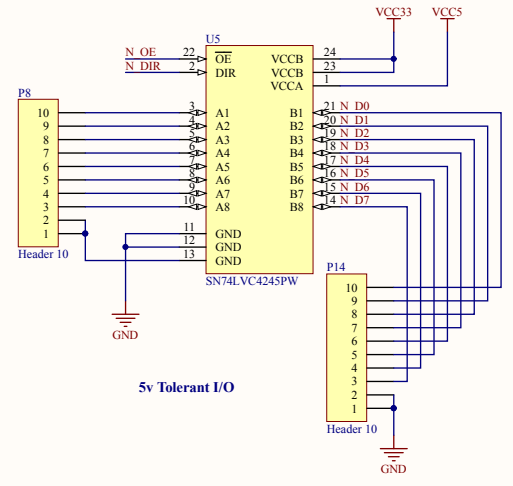 VCC33 VCC5
U5
N_OE 22 OE VCCB 24
N_DIR 2 DIR VCCB 23
VCCA 1
P8
10 3 A1 B1 21 N_D0
9 4 A2 B2 20 N_D1
8 5 A3 B3 19 N_D2
7 6 A4 B4 18 N_D3
6 7 A5 B5 17 N_D4
5 8 A6 B6 16 N_D5
4 9 A7 B7 15 N_D6
3 10 A8 B8 14 N_D7
2 11 GND
1 12 GND
13 GND
Header 10
SN74LVC4245PW
P14
10
9
8
7
6
5
4
3
2
1
Header 10
GND
5v Tolerant I/O
GND